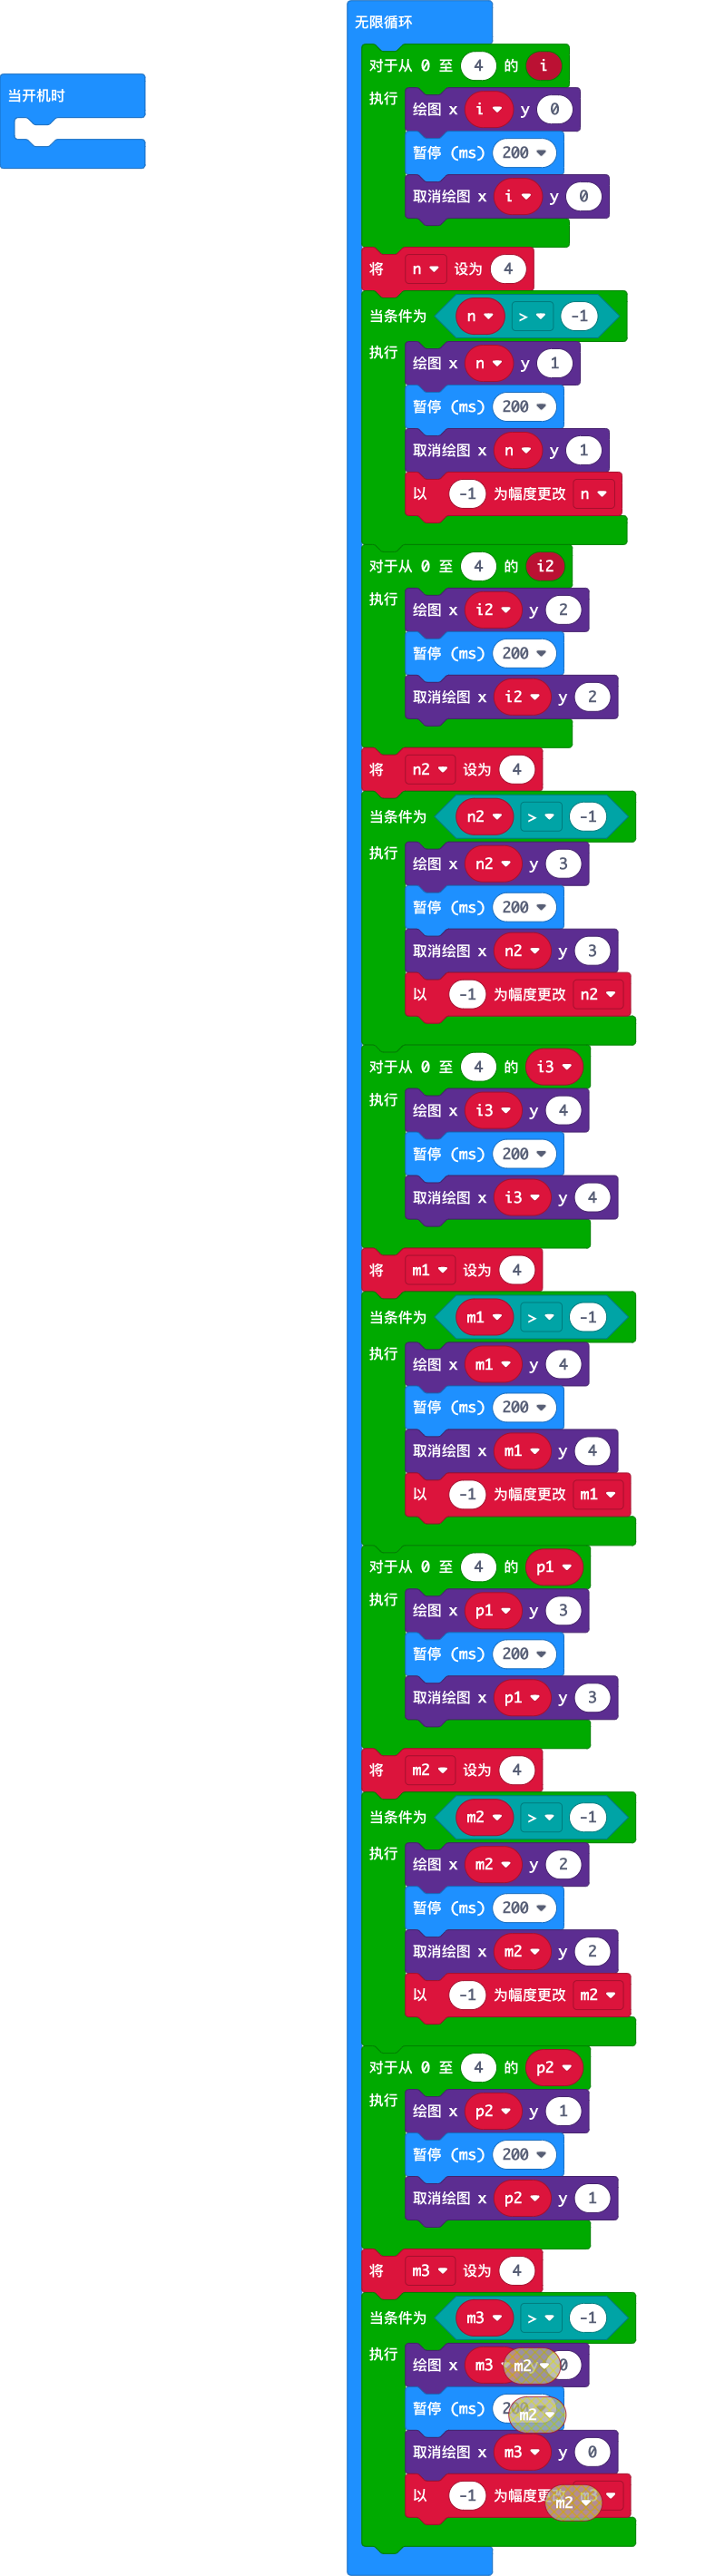 当开机时
无限循环
对于从 0 至 4 的 i
执行
绘图 x i y 0
暂停 (ms) 200
取消绘图 x i y 0
将 n 设为 4
当条件为 n > -1
执行
绘图 x n y 1
暂停 (ms) 200
取消绘图 x n y 1
以 -1 为幅度更改 n
对于从 0 至 4 的 i2
执行
绘图 x i2 y 2
暂停 (ms) 200
取消绘图 x i2 y 2
将 n2 设为 4
当条件为 n2 > -1
执行
绘图 x n2 y 3
暂停 (ms) 200
取消绘图 x n2 y 3
以 -1 为幅度更改 n2
对于从 0 至 4 的 i3
执行
绘图 x i3 y 4
暂停 (ms) 200
取消绘图 x i3 y 4
将 m1 设为 4
当条件为 m1 > -1
执行
绘图 x m1 y 4
暂停 (ms) 200
取消绘图 x m1 y 4
以 -1 为幅度更改 m1
对于从 0 至 4 的 p1
执行
绘图 x p1 y 3
暂停 (ms) 200
取消绘图 x p1 y 3
将 m2 设为 4
当条件为 m2 > -1
执行
绘图 x m2 y 2
暂停 (ms) 200
取消绘图 x m2 y 2
以 -1 为幅度更改 m2
对于从 0 至 4 的 p2
执行
绘图 x p2 y 1
暂停 (ms) 200
取消绘图 x p2 y 1
将 m3 设为 4
当条件为 m3 > -1
执行
绘图 x m3 m2 y 0
暂停 (ms) 200 m2
取消绘图 x m3 y 0
以 -1 为幅度更改 m2 m3